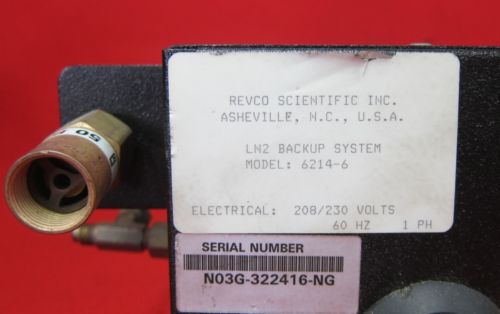 REVCO SCIENTIFIC INC.
ASHEVILLE, N.C., U.S.A.
LN2 BACKUP SYSTEM
MODEL: 6214-6
ELECTRICAL: 208/230 VOLTS
60 HZ 1 PH
SERIAL NUMBER
N03G-322416-NG
50